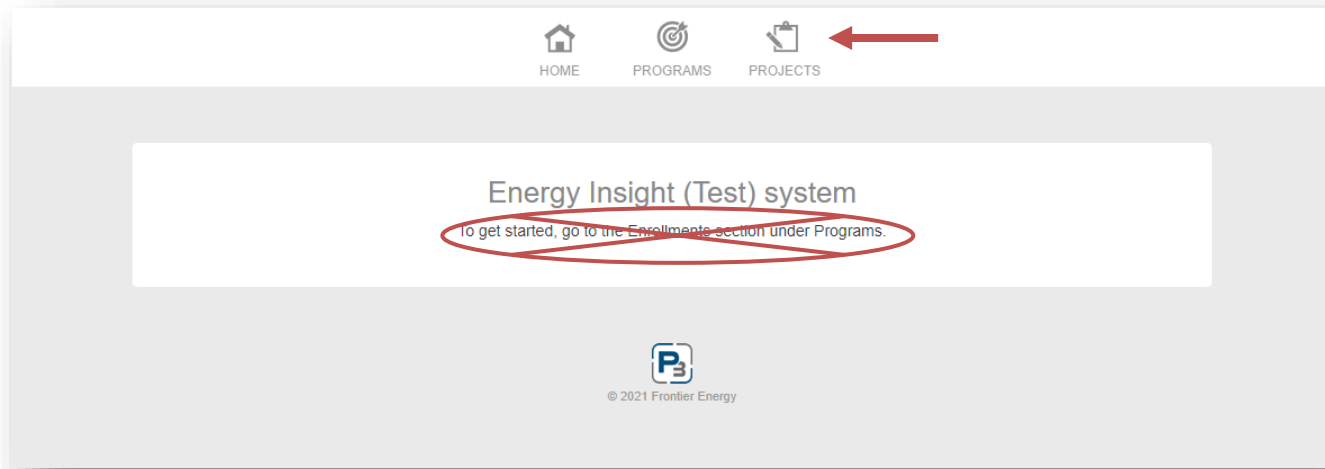 HOME PROGRAMS PROJECTS
Energy Insight (Test) system
To get started, go to the Enrollments section under Programs.
P3
© 2021 Frontier Energy